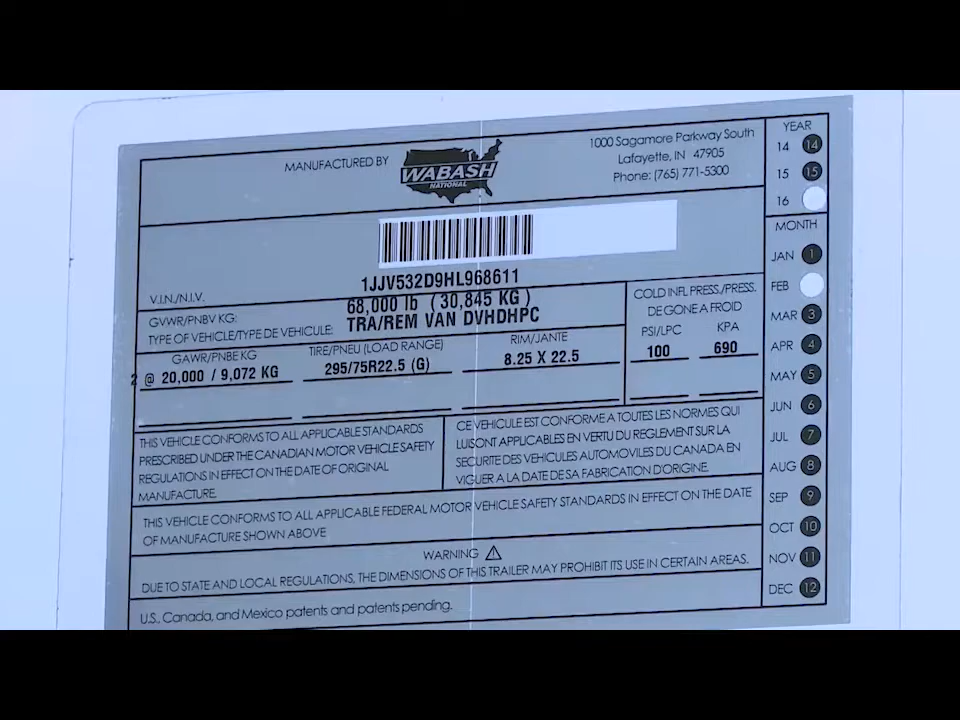 MANUFACTURED BY
WABASH
NATIONAL
1000 Sagamore Parkway South
Lafayette, IN 47905
Phone: (765) 771-5300
V.I.N./N.I.V.
1JJV532D9HL968611
GVWR/PNBV KG:
68,000 lb (30,845 KG )
TYPE OF VEHICLE/TYPE DE VEHICULE:
TRA/REM VAN DVHDHPC
COLD INFL PRESS./PRESS.
DE GONE A FROID
PSI/LPC KPA
100 690
GAWR/PNBE KG
TIRE/PNEU (LOAD RANGE)
RIM/JANTE
2 @ 20,000 / 9,072 KG
295/75R22.5 (G)
8.25 X 22.5
THIS VEHICLE CONFORMS TO ALL APPLICABLE STANDARDS
PRESCRIBED UNDER THE CANADIAN MOTOR VEHICLE SAFETY
REGULATIONS IN EFFECT ON THE DATE OF ORIGINAL
MANUFACTURE.
CE VEHICULE EST CONFORME A TOUTES LES NORMES QUI
LUISONT APPLICABLES EN VERTU DU REGLEMENT SUR LA
SECURITE DES VEHICULES AUTOMOVILES DU CANADA EN
VIGUER A LA DATE DE SA FABRICATION D'ORIGINE.
THIS VEHICLE CONFORMS TO ALL APPLICABLE FEDERAL MOTOR VEHICLE SAFETY STANDARDS IN EFFECT ON THE DATE
OF MANUFACTURE SHOWN ABOVE
WARNING
DUE TO STATE AND LOCAL REGULATIONS, THE DIMENSIONS OF THIS TRAILER MAY PROHIBIT ITS USE IN CERTAIN AREAS.
U.S., Canada, and Mexico patents and patents pending.
YEAR
14 14
15 15
16
MONTH
JAN 1
FEB
MAR 3
APR 4
MAY 5
JUN 6
JUL 7
AUG 8
SEP 9
OCT 10
NOV 11
DEC 12